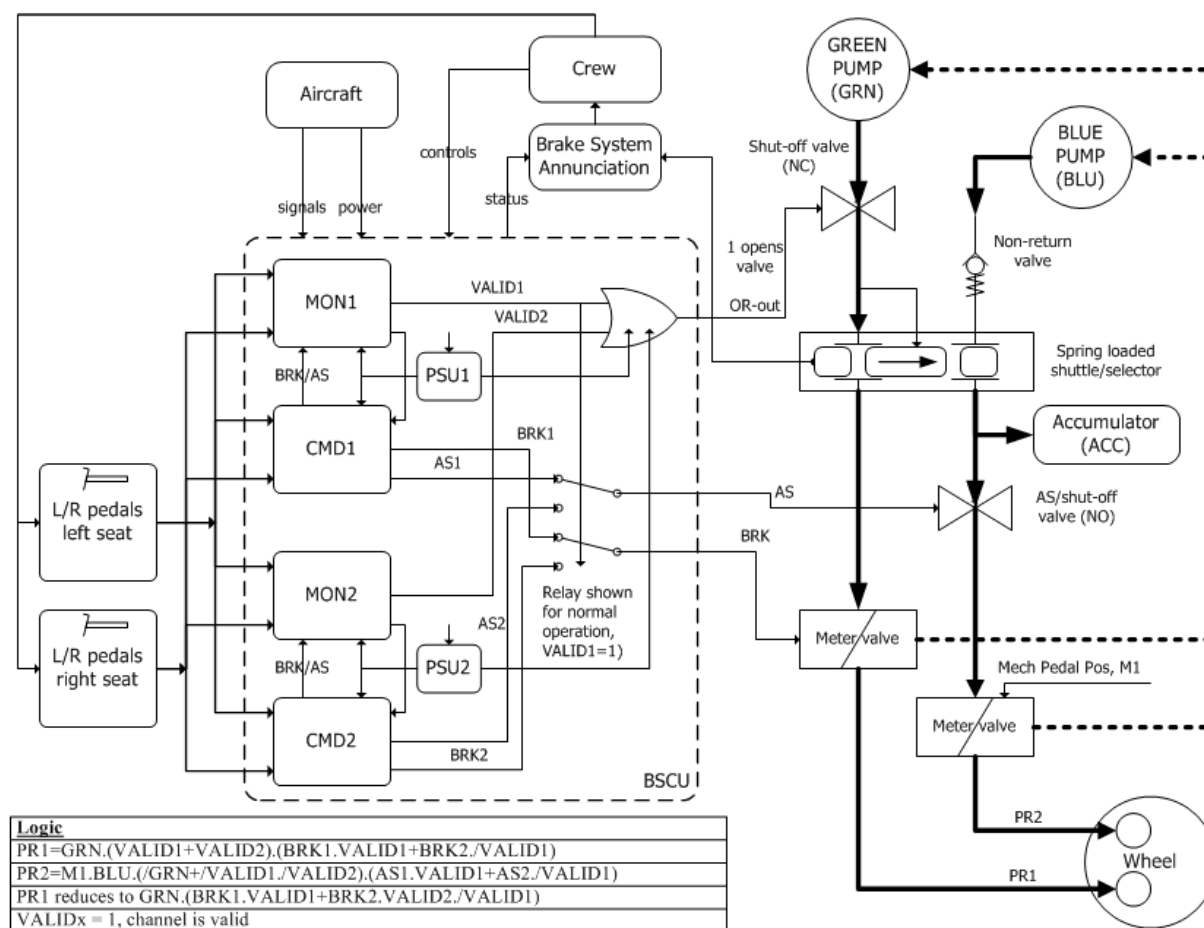 GREEN
PUMP
(GRN)
Crew
Aircraft
BLUE
PUMP
(BLU)
Shut-off valve
(NC)
controls
Brake System
Annunciation
status
signals
power
1 opens
valve
Non-return
valve
MON1
VALID1
VALID2
OR-out
BRK/AS
PSU1
Spring loaded
shuttle/selector
CMD1
BRK1
AS1
Accumulator
(ACC)
L/R pedals
left seat
AS
AS/shut-off
valve (NO)
BRK
MON2
Relay shown
for normal
operation,
VALID1=1)
AS2
L/R pedals
right seat
BRK/AS
PSU2
Meter valve
Mech Pedal Pos, M1
CMD2
BRK2
Meter valve
BSCU
PR2
Wheel
PR1
Logic
PR1=GRN.(VALID1+VALID2).(BRK1.VALID1+BRK2./VALID1)
PR2=M1.BLU.(/GRN+/VALID1./VALID2).(AS1.VALID1+AS2./VALID1)
PR1 reduces to GRN.(BRK1.VALID1+BRK2.VALID2./VALID1)
VALIDx = 1, channel is valid